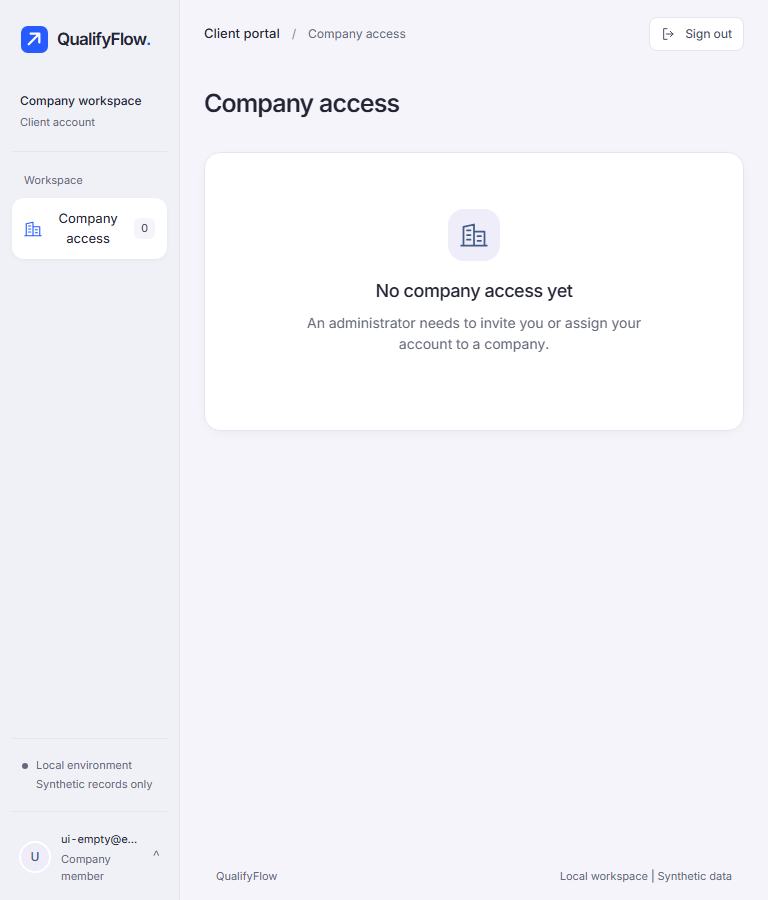 QualifyFlow.
Company workspace
Client account
Workspace
Company
access
0
Local environment
Synthetic records only
U
ui-empty@e...
Company
member
^
Client portal / Company access
Sign out
Company access
No company access yet
An administrator needs to invite you or assign your
account to a company.
QualifyFlow
Local workspace | Synthetic data